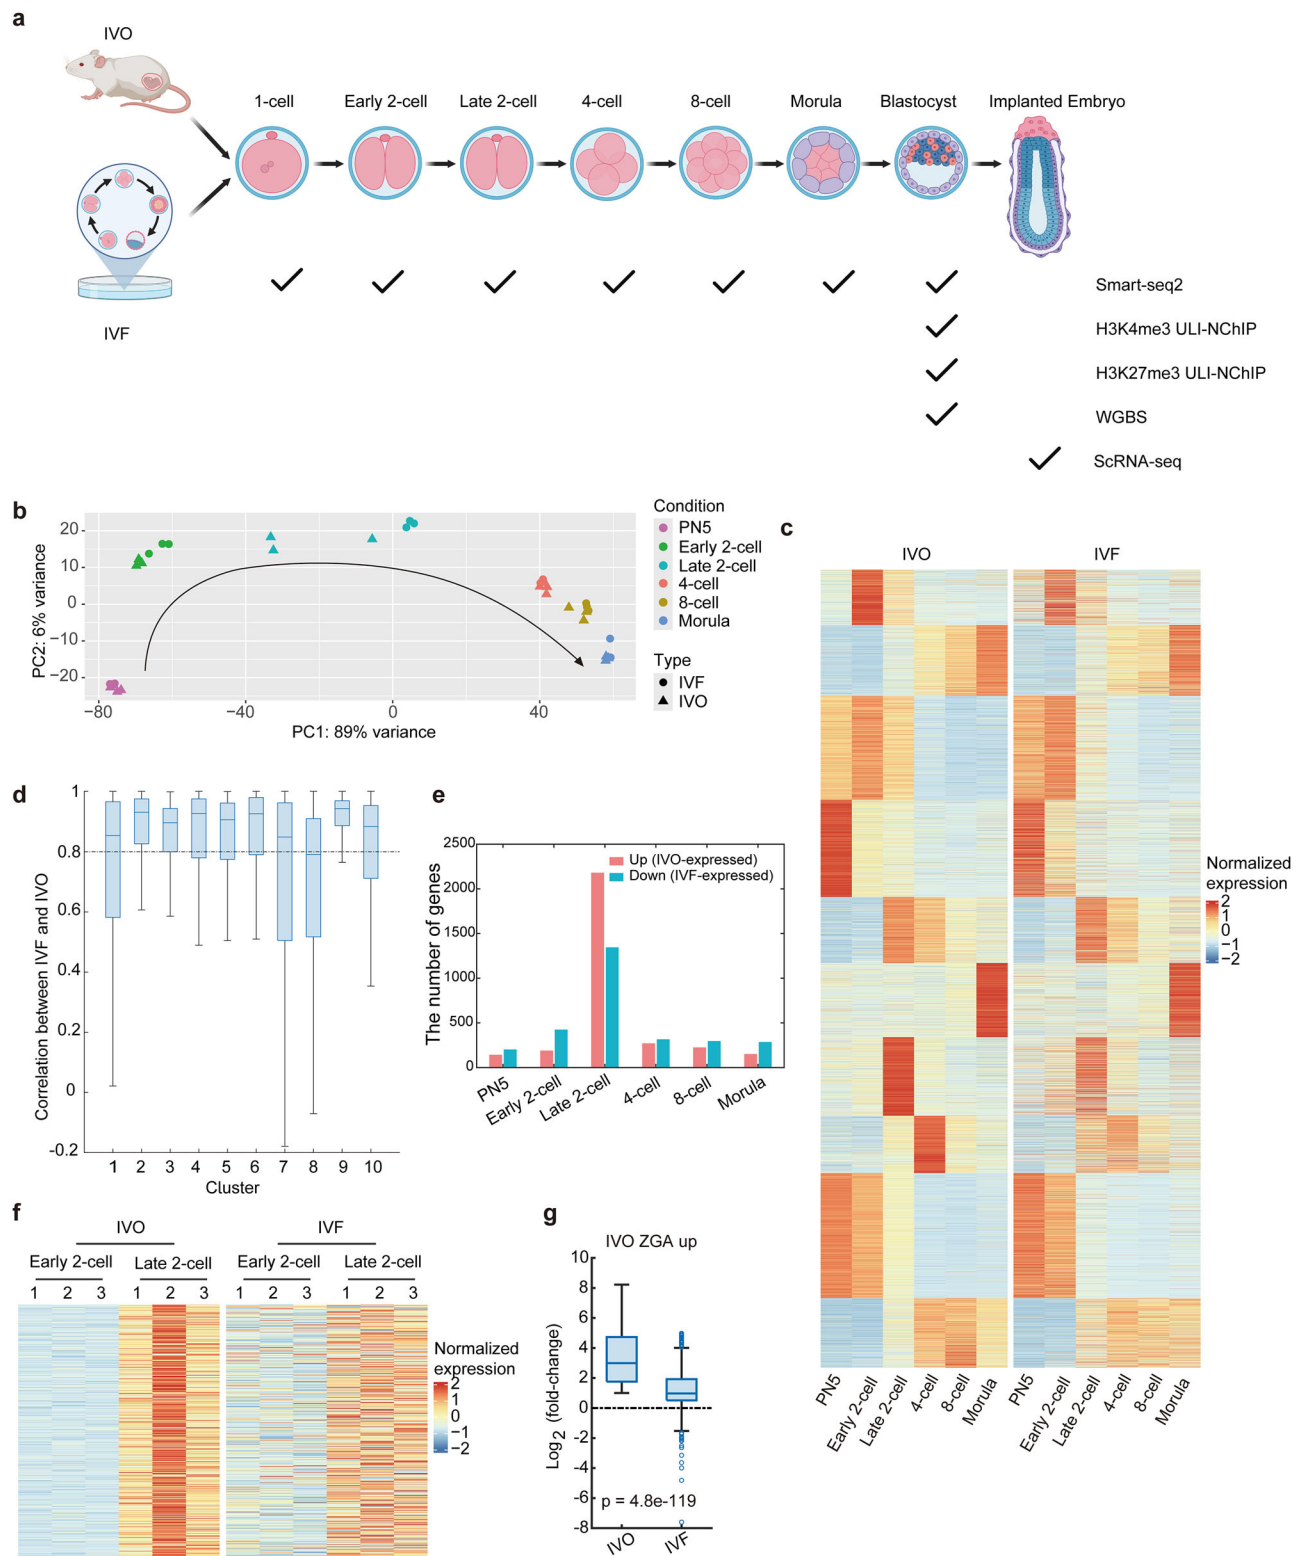 a
IVO
1-cell
Early 2-cell
Late 2-cell
4-cell
8-cell
Morula
Blastocyst
Implanted Embryo
IVF
Smart-seq2
H3K4me3 ULI-NChIP
H3K27me3 ULI-NChIP
WGBS
ScRNA-seq
b
PC2: 6% variance
20
10
0
−10
−20
−80
−40
0
40
PC1: 89% variance
Condition
PN5
Early 2-cell
Late 2-cell
4-cell
8-cell
Morula
Type
IVF
IVO
c
IVO
IVF
PN5
Early 2-cell
Late 2-cell
4-cell
8-cell
Morula
PN5
Early 2-cell
Late 2-cell
4-cell
8-cell
Morula
Normalized
expression
2
1
0
−1
−2
d
Correlation between IVF and IVO
1
0.8
0.6
0.4
0.2
0
-0.2
1 2 3 4 5 6 7 8 9 10
Cluster
e
The number of genes
2500
2000
1500
1000
500
0
Up (IVO-expressed)
Down (IVF-expressed)
PN5
Early 2-cell
Late 2-cell
4-cell
8-cell
Morula
f
IVO
IVF
Early 2-cell
Late 2-cell
Early 2-cell
Late 2-cell
1 2 3 1 2 3 1 2 3 1 2 3
Normalized
expression
2
1
0
−1
−2
g
IVO ZGA up
Log2 (fold-change)
10
8
6
4
2
0
-2
-4
-6
-8
p = 4.8e-119
IVO
IVF